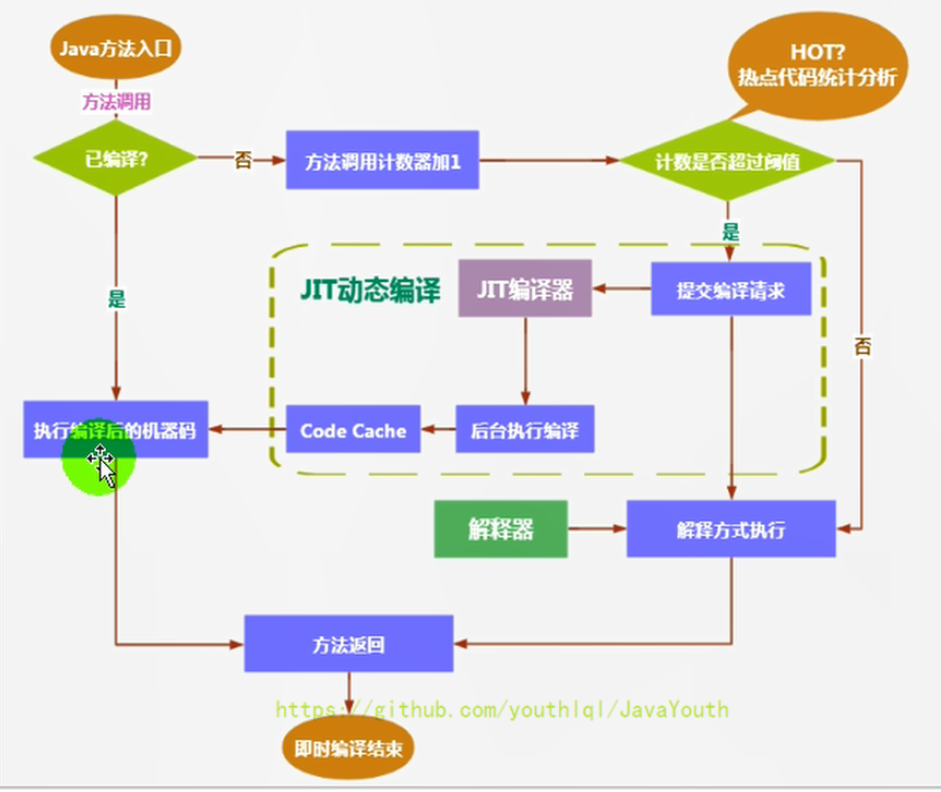 Java方法入口
方法调用
HOT?
热点代码统计分析
已编译?
否
方法调用计数器加1
计数是否超过阈值
是
JIT动态编译
JIT编译器
提交编译请求
是
否
执行编译后的机器码
Code Cache
后台执行编译
解释器
解释方式执行
方法返回
https://github.com/youthlql/JavaYouth
即时编译结束